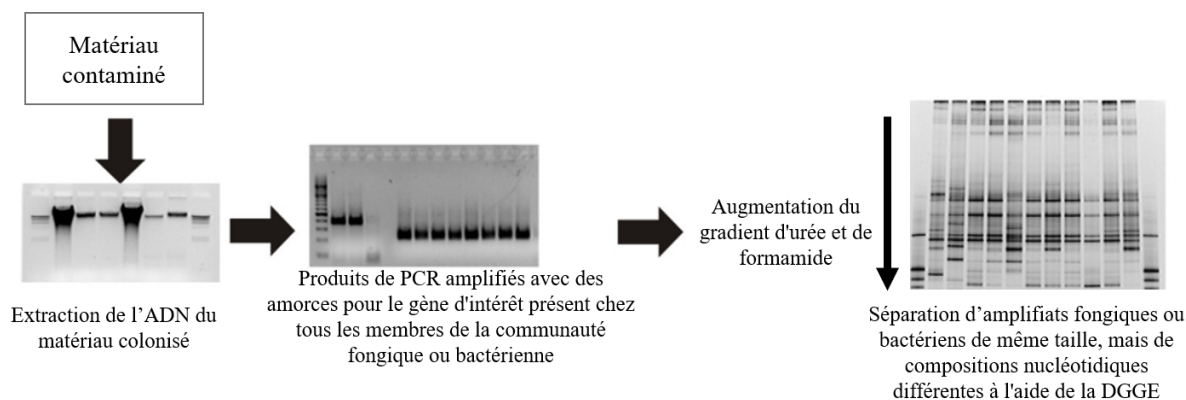 Matériau
contaminé
Extraction de l’ADN du
matériau colonisé
Produits de PCR amplifiés avec des
amorces pour le gène d'intérêt présent chez
tous les membres de la communauté
fongique ou bactérienne
Augmentation du
gradient d'urée et de
formamide
Séparation d’amplifiats fongiques ou
bactériens de même taille, mais de
compositions nucléotidiques
différentes à l'aide de la DGGE